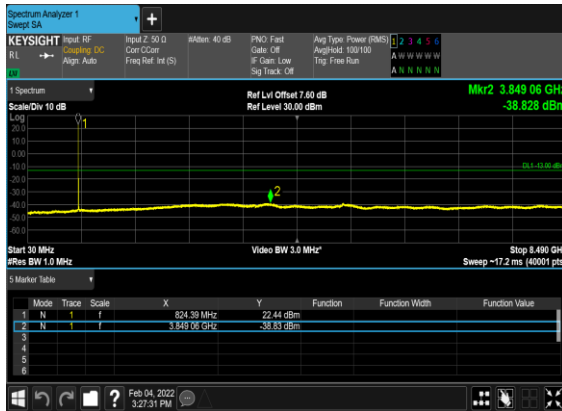 Spectrum Analyzer 1
Swept SA
+
KEYSIGHT Input: RF Input Z: 50 Ω #Atten: 40 dB PNO: Fast Avg Type: Power (RMS) 1 2 3 4 5 6
RL Coupling: DC Corr CCorr Gate: Off Avg|Hold: 100/100 A W W W W W
Align: Auto Freq Ref: Int (S) IF Gain: Low Trig: Free Run
Sig Track: Off A N N N N N
1 Spectrum
Scale/Div 10 dB Ref Lvl Offset 7.60 dB Mkr2 3.849 06 GHz
Ref Level 30.00 dBm -38.828 dBm
Log
20.0
10.0
0.00
-10.0
-20.0
-30.0
-40.0
-50.0
-60.0
1
DL1 -13.00 dBm
2
Start 30 MHz Video BW 3.0 MHz* Stop 8.490 GHz
#Res BW 1.0 MHz Sweep ~17.2 ms (40001 pts)
5 Marker Table
Mode Trace Scale X Y Function Function Width Function Value
1 N 1 f 824.39 MHz 22.44 dBm
2 N 1 f 3.849 06 GHz -38.83 dBm
3
4
5
6
? Feb 04, 2022
3:27:31 PM